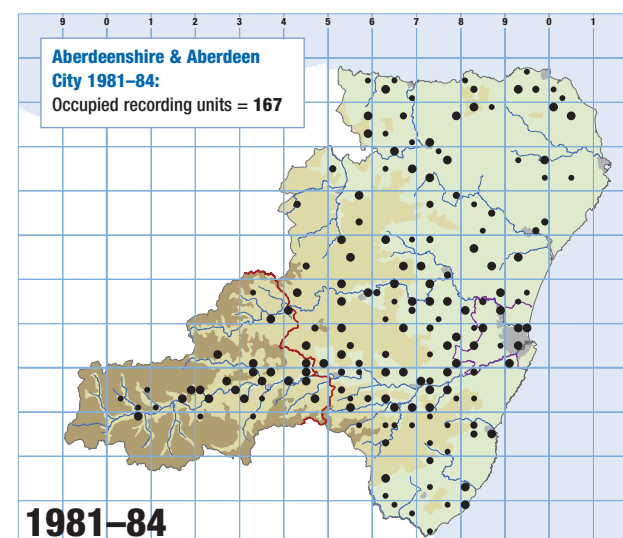 9 0 1 2 3 4 5 6 7 8 9 0 1
Aberdeenshire & Aberdeen
City 1981–84:
Occupied recording units = 167
1981–84